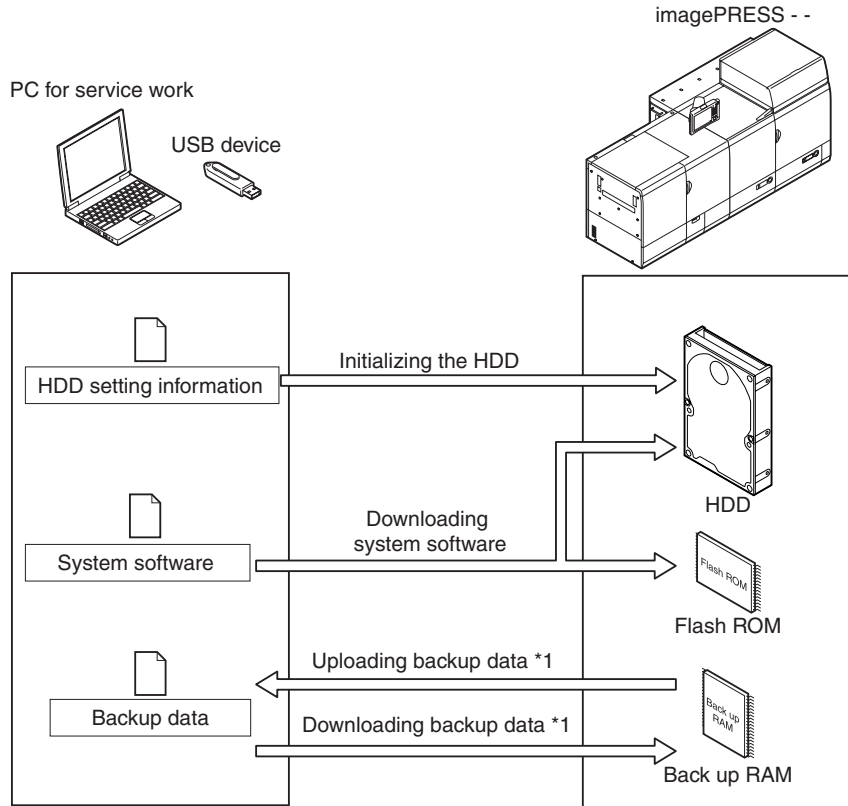 imagePRESS - -
PC for service work
USB device
Initializing the HDD
HDD setting information
HDD
Downloading
system software
System software
Flash ROM
Flash ROM
Uploading backup data *1
Backup data
Back up
RAM
Downloading backup data *1
Back up RAM